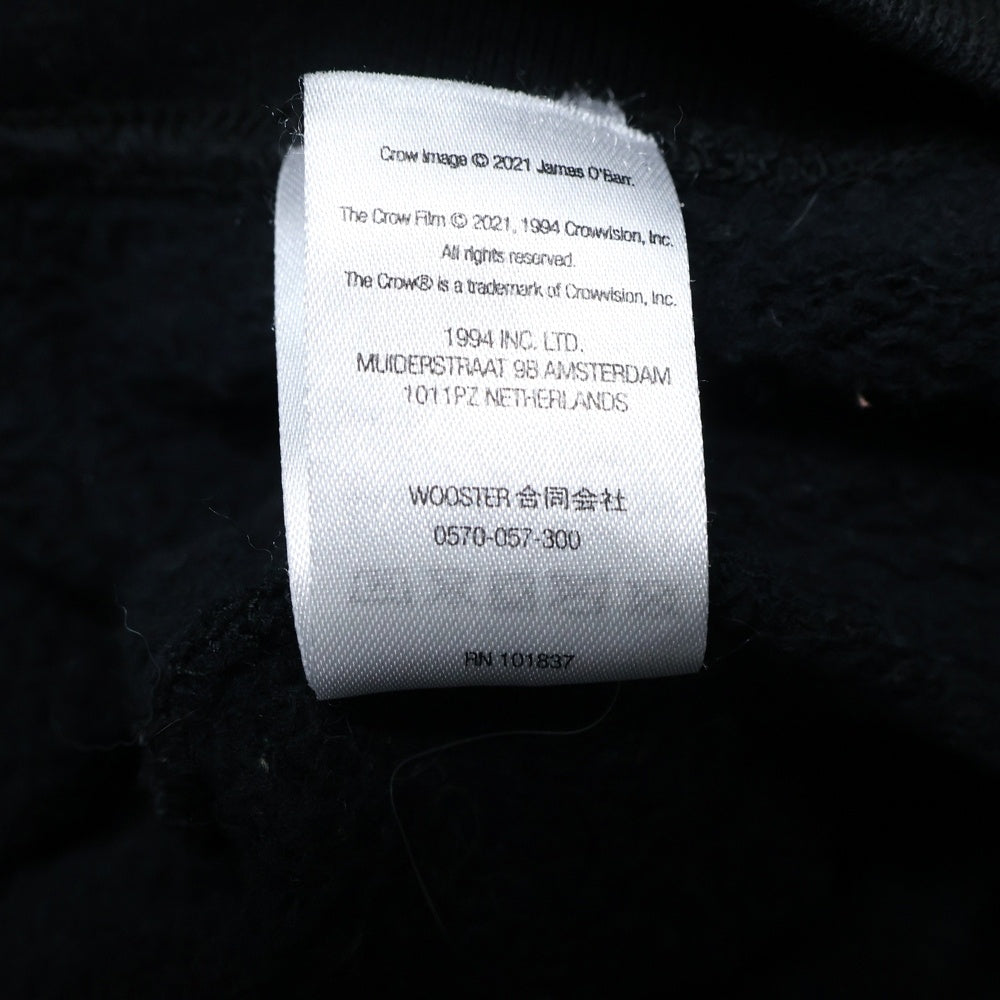 Crow Image © 2021 James O'Barr.
The Crow Film © 2021, 1994 Crowvision, Inc.
All rights reserved.
The Crow® is a trademark of Crowvision, Inc.
1994 INC. LTD.
MUIDERSTRAAT 9B AMSTERDAM
1011PZ NETHERLANDS
WOOSTER 合同会社
0570-057-300
RN 101837